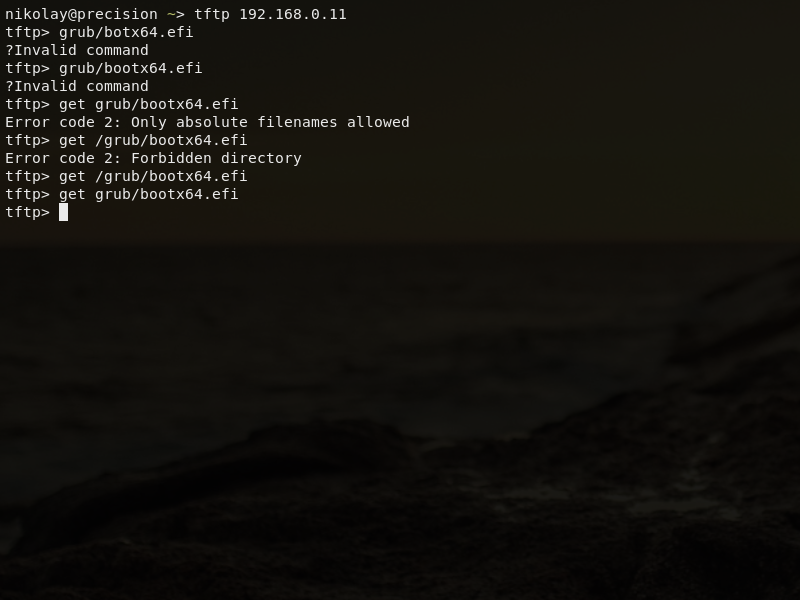 nikolay@precision ~> tftp 192.168.0.11
tftp> grub/botx64.efi
?Invalid command
tftp> grub/bootx64.efi
?Invalid command
tftp> get grub/bootx64.efi
Error code 2: Only absolute filenames allowed
tftp> get /grub/bootx64.efi
Error code 2: Forbidden directory
tftp> get /grub/bootx64.efi
tftp> get grub/bootx64.efi
tftp>